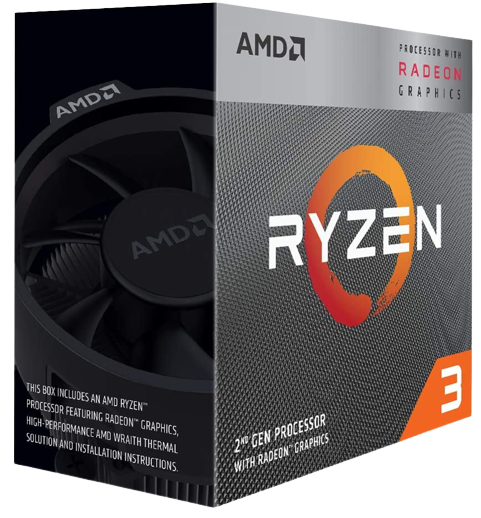 AMD
PROCESSOR WITH
RADEON
GRAPHICS
AMD
AMD
RYZEN
THIS BOX INCLUDES AN AMD RYZEN™
PROCESSOR FEATURING RADEON™ GRAPHICS,
HIGH-PERFORMANCE AMD WRAITH THERMAL
SOLUTION AND INSTALLATION INSTRUCTIONS.
2ND GEN PROCESSOR
WITH RADEON™ GRAPHICS
3